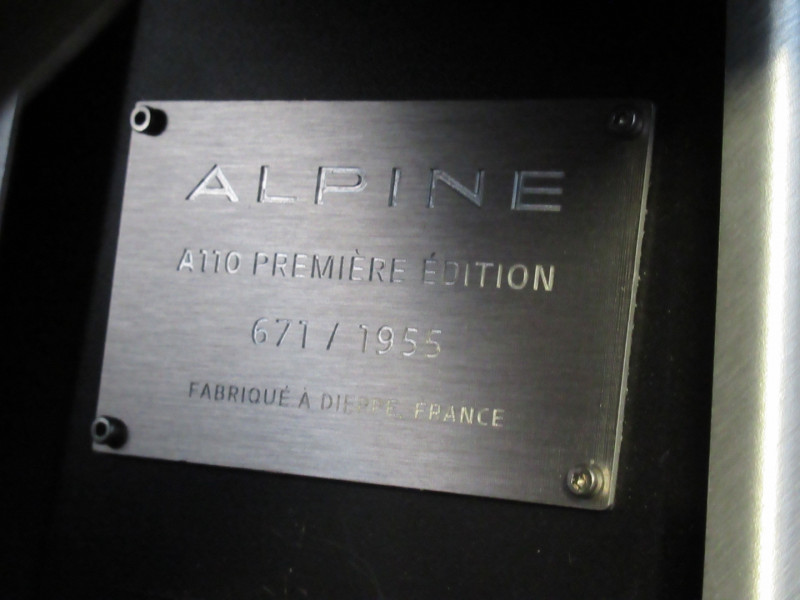 ALPINE
A110 PREMIÈRE ÉDITION
671 / 1955
FABRIQUÉ À DIEPPE, FRANCE